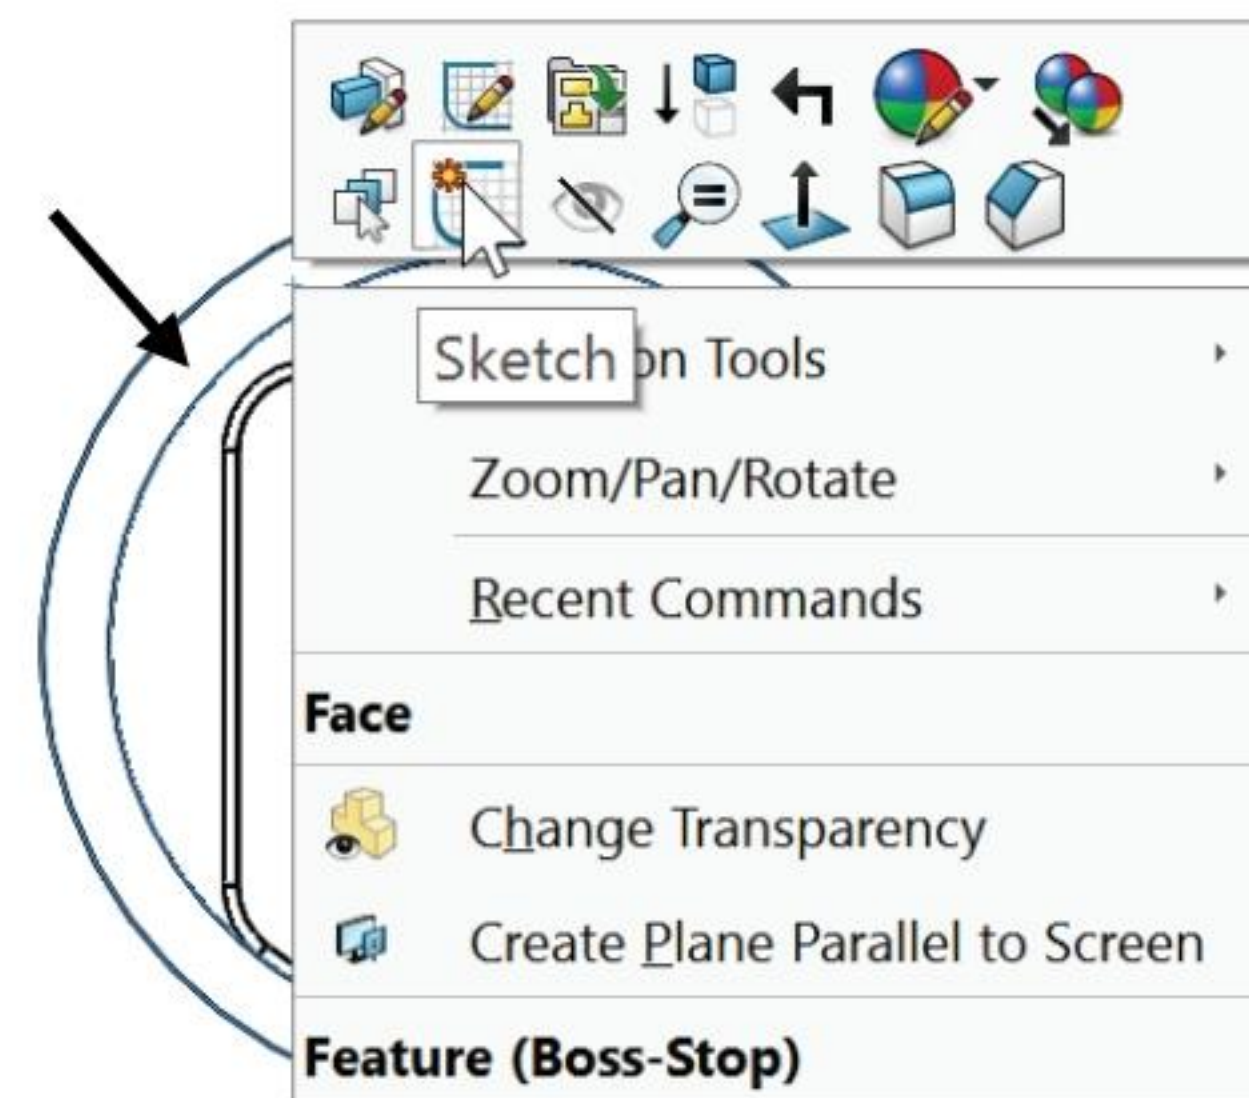 Sketch
on Tools
Zoom/Pan/Rotate
Recent Commands
Face
Change Transparency
Create Plane Parallel to Screen
Feature (Boss-Stop)